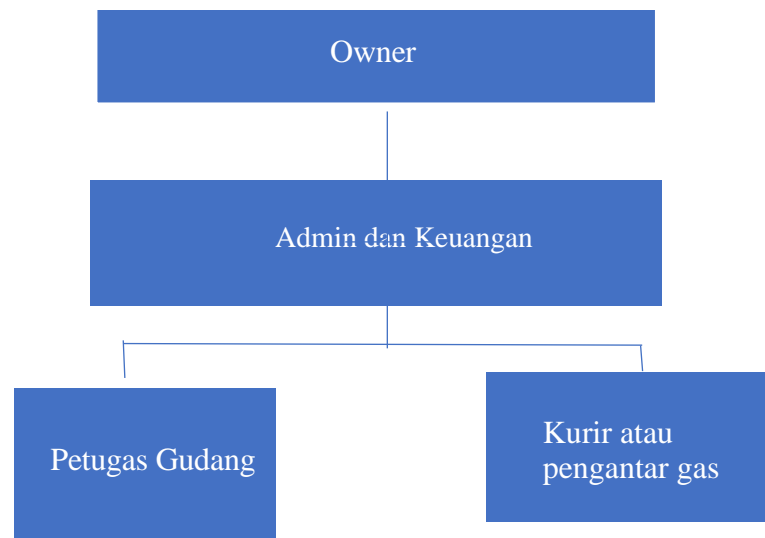 Owner
Admin dan Keuangan
Petugas Gudang
Kurir atau
pengantar gas